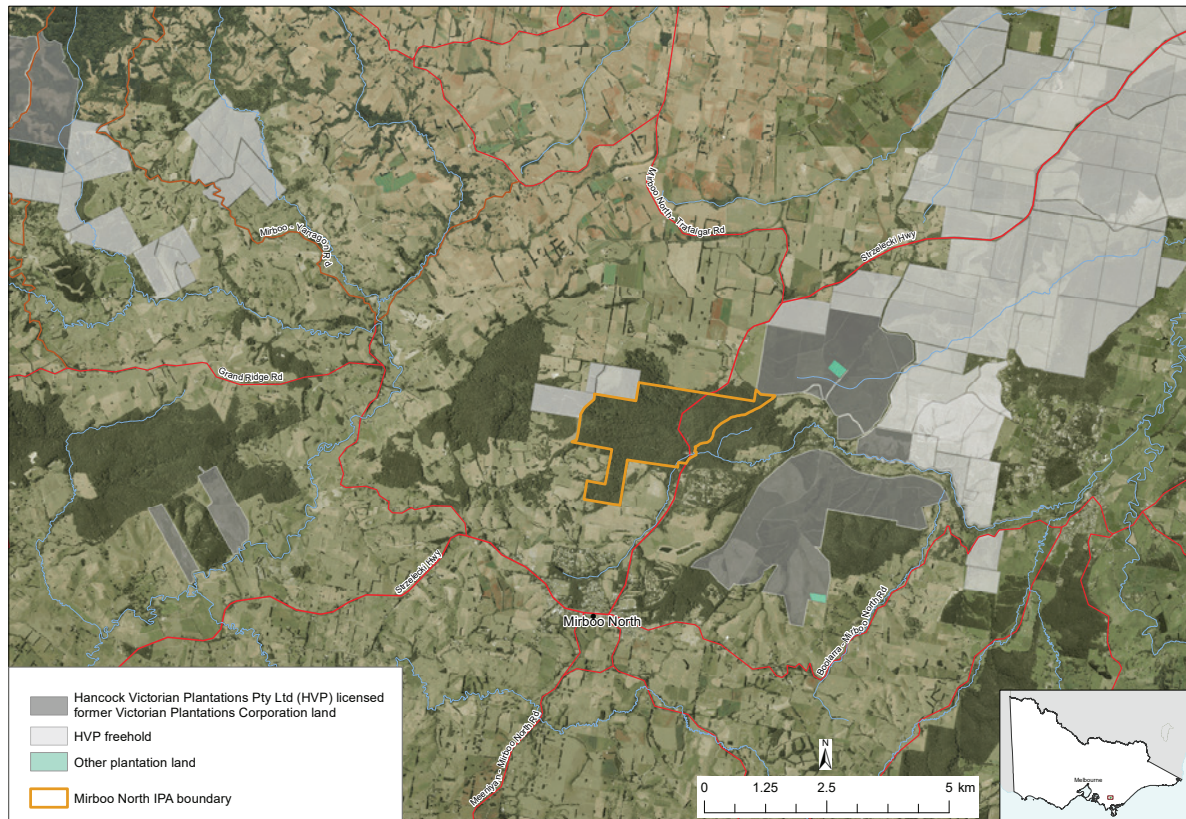 Mirboo North - Trafalgar Rd
Strzelecki Hwy
Mirboo - Yarragon Rd
Grand Ridge Rd
Strzelecki Hwy
Mirboo North
Boolarra - Mirboo North Rd
Meeniyan - Mirboo North Rd
Hancock Victorian Plantations Pty Ltd (HVP) licensed
former Victorian Plantations Corporation land
HVP freehold
Other plantation land
Mirboo North IPA boundary
N
0 1.25 2.5 5 km
Melbourne